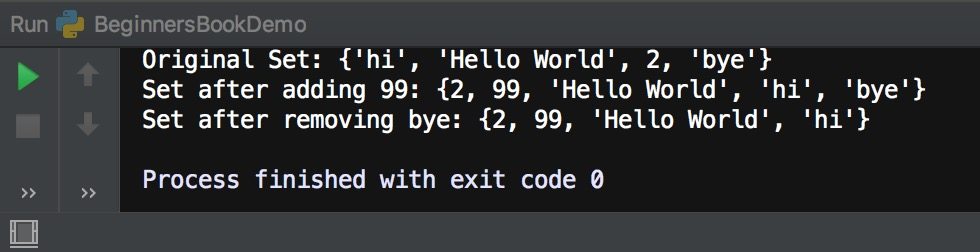 Run BeginnersBookDemo
Original Set: {'hi', 'Hello World', 2, 'bye'}
Set after adding 99: {2, 99, 'Hello World', 'hi', 'bye'}
Set after removing bye: {2, 99, 'Hello World', 'hi'}
Process finished with exit code 0